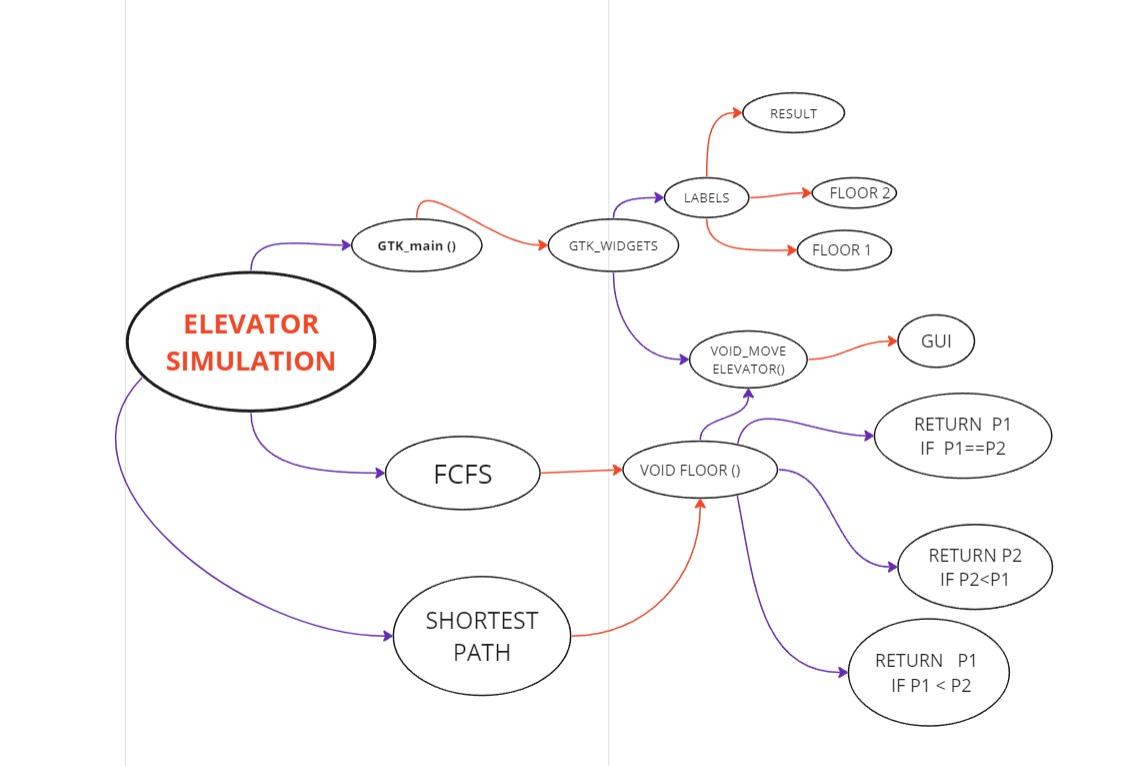 RESULT
FLOOR 2
LABELS
GTK_main ()
GTK_WIDGETS
FLOOR 1
ELEVATOR
SIMULATION
VOID_MOVE
ELEVATOR()
GUI
RETURN  P1
IF  P1==P2
FCFS
VOID FLOOR ()
RETURN P2
IF P2<P1
SHORTEST
PATH
RETURN   P1
IF P1 < P2